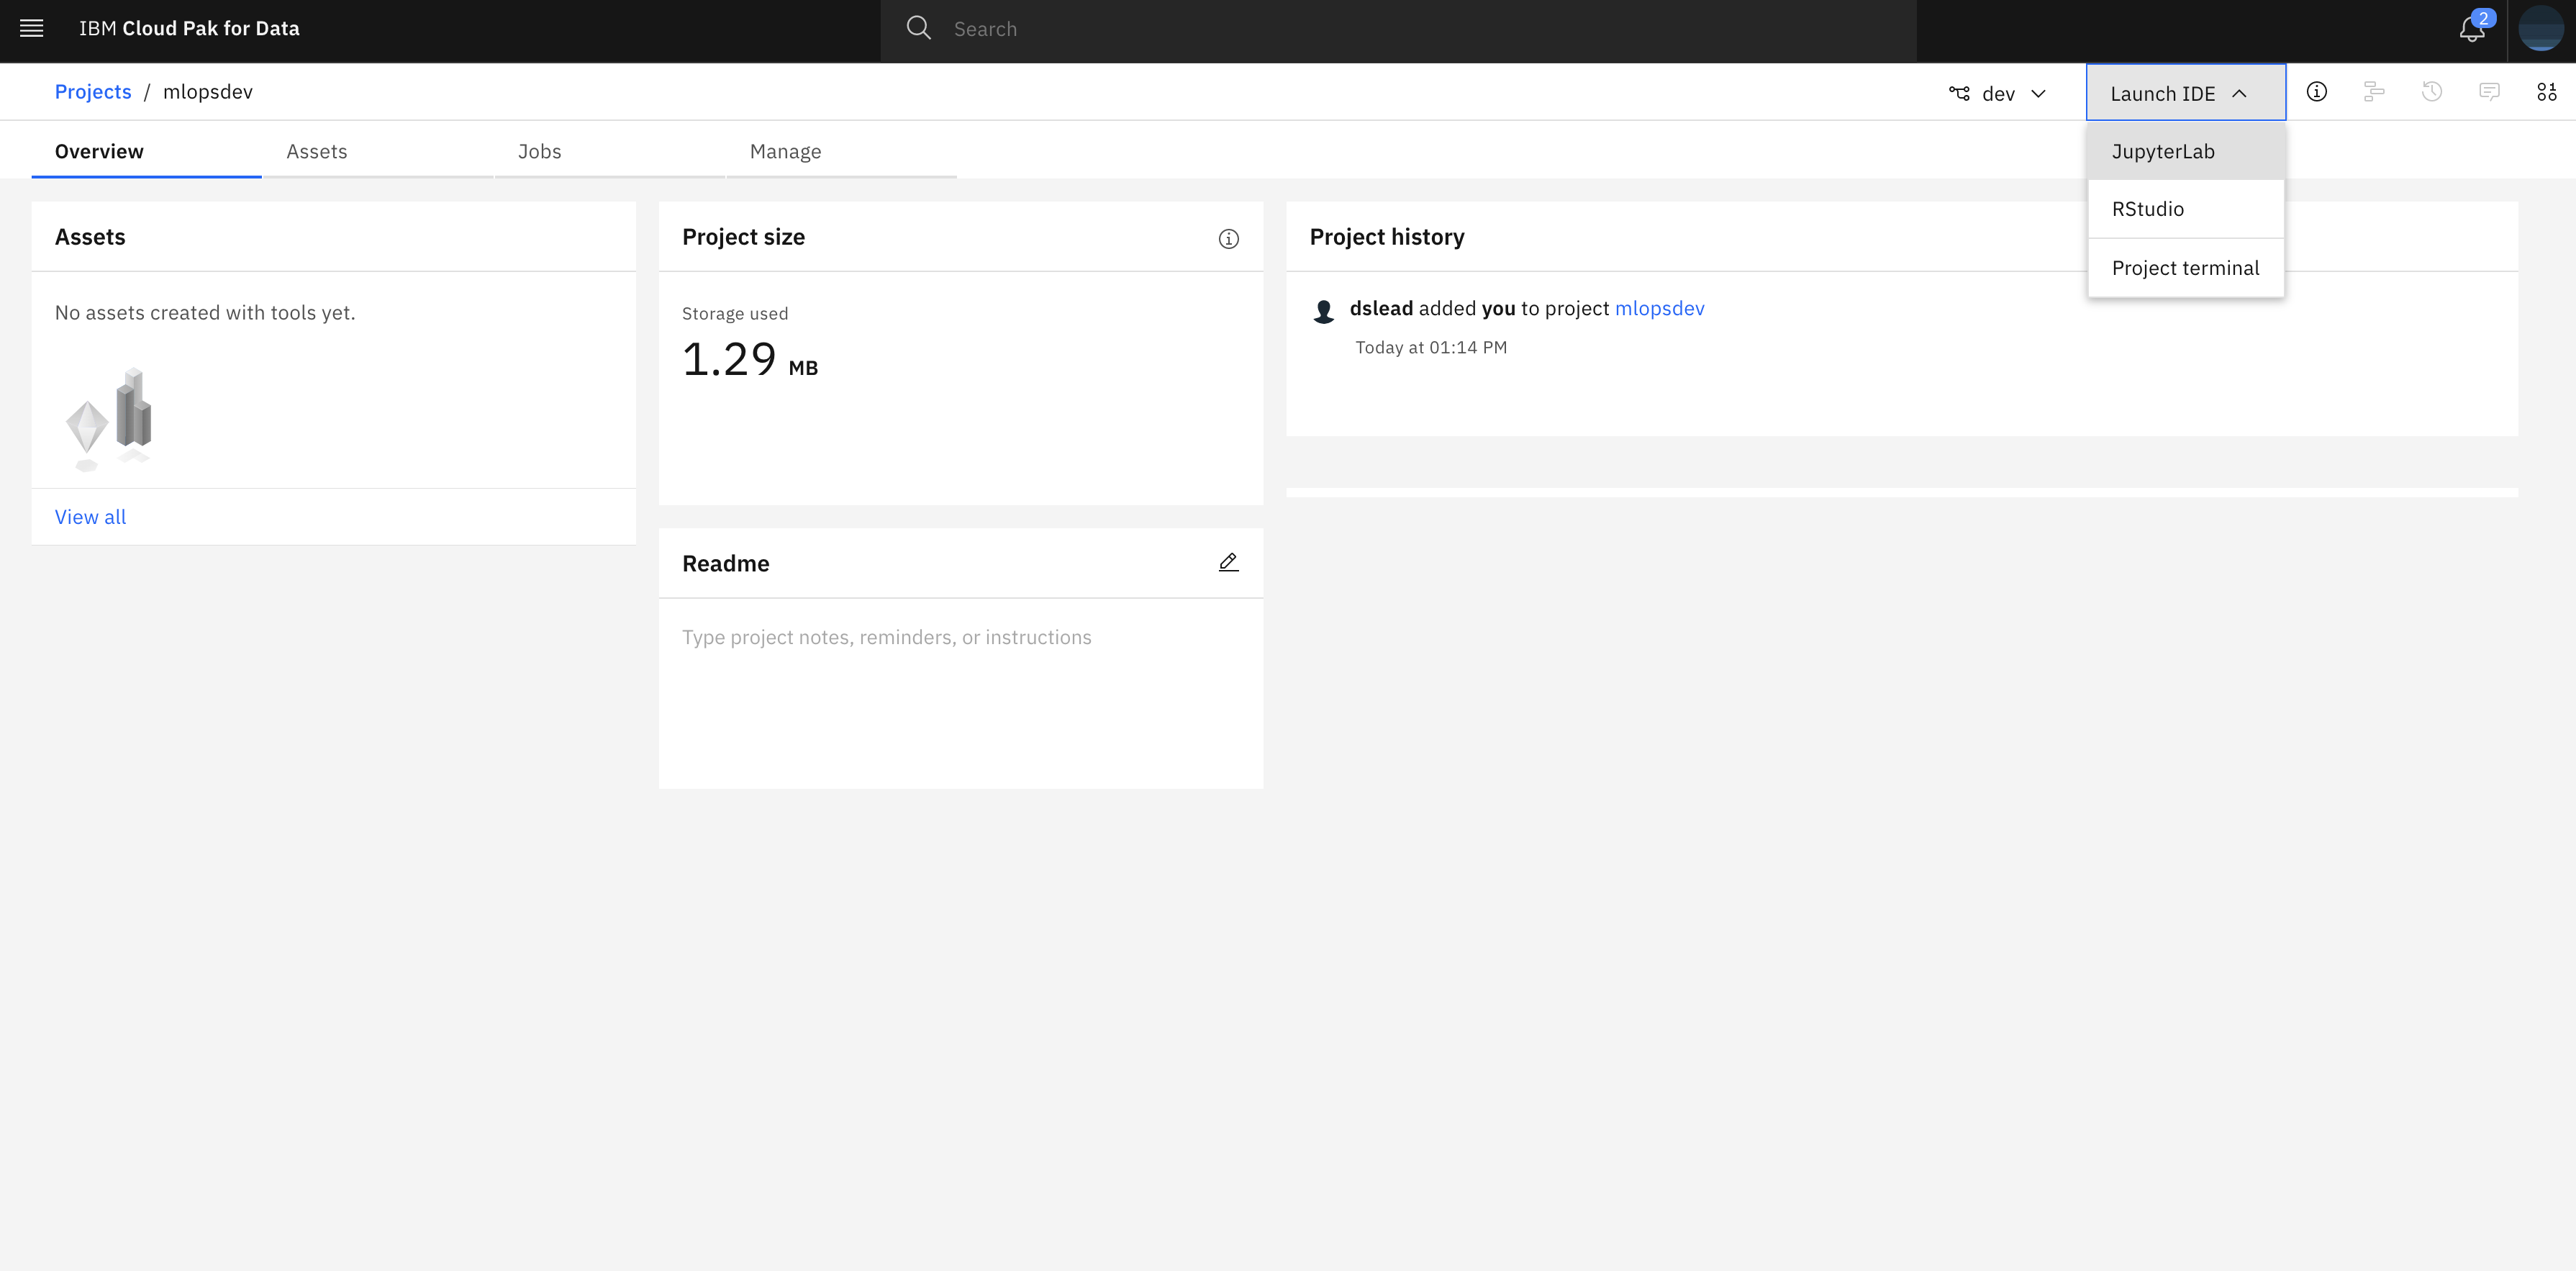 IBM Cloud Pak for Data
Search
2
Projects / mlopsdev
dev
Launch IDE
JupyterLab
RStudio
Project terminal
Overview
Assets
Jobs
Manage
Assets
No assets created with tools yet.
View all
Project size
Storage used
1.29 MB
Readme
Type project notes, reminders, or instructions
Project history
dslead added you to project mlopsdev
Today at 01:14 PM